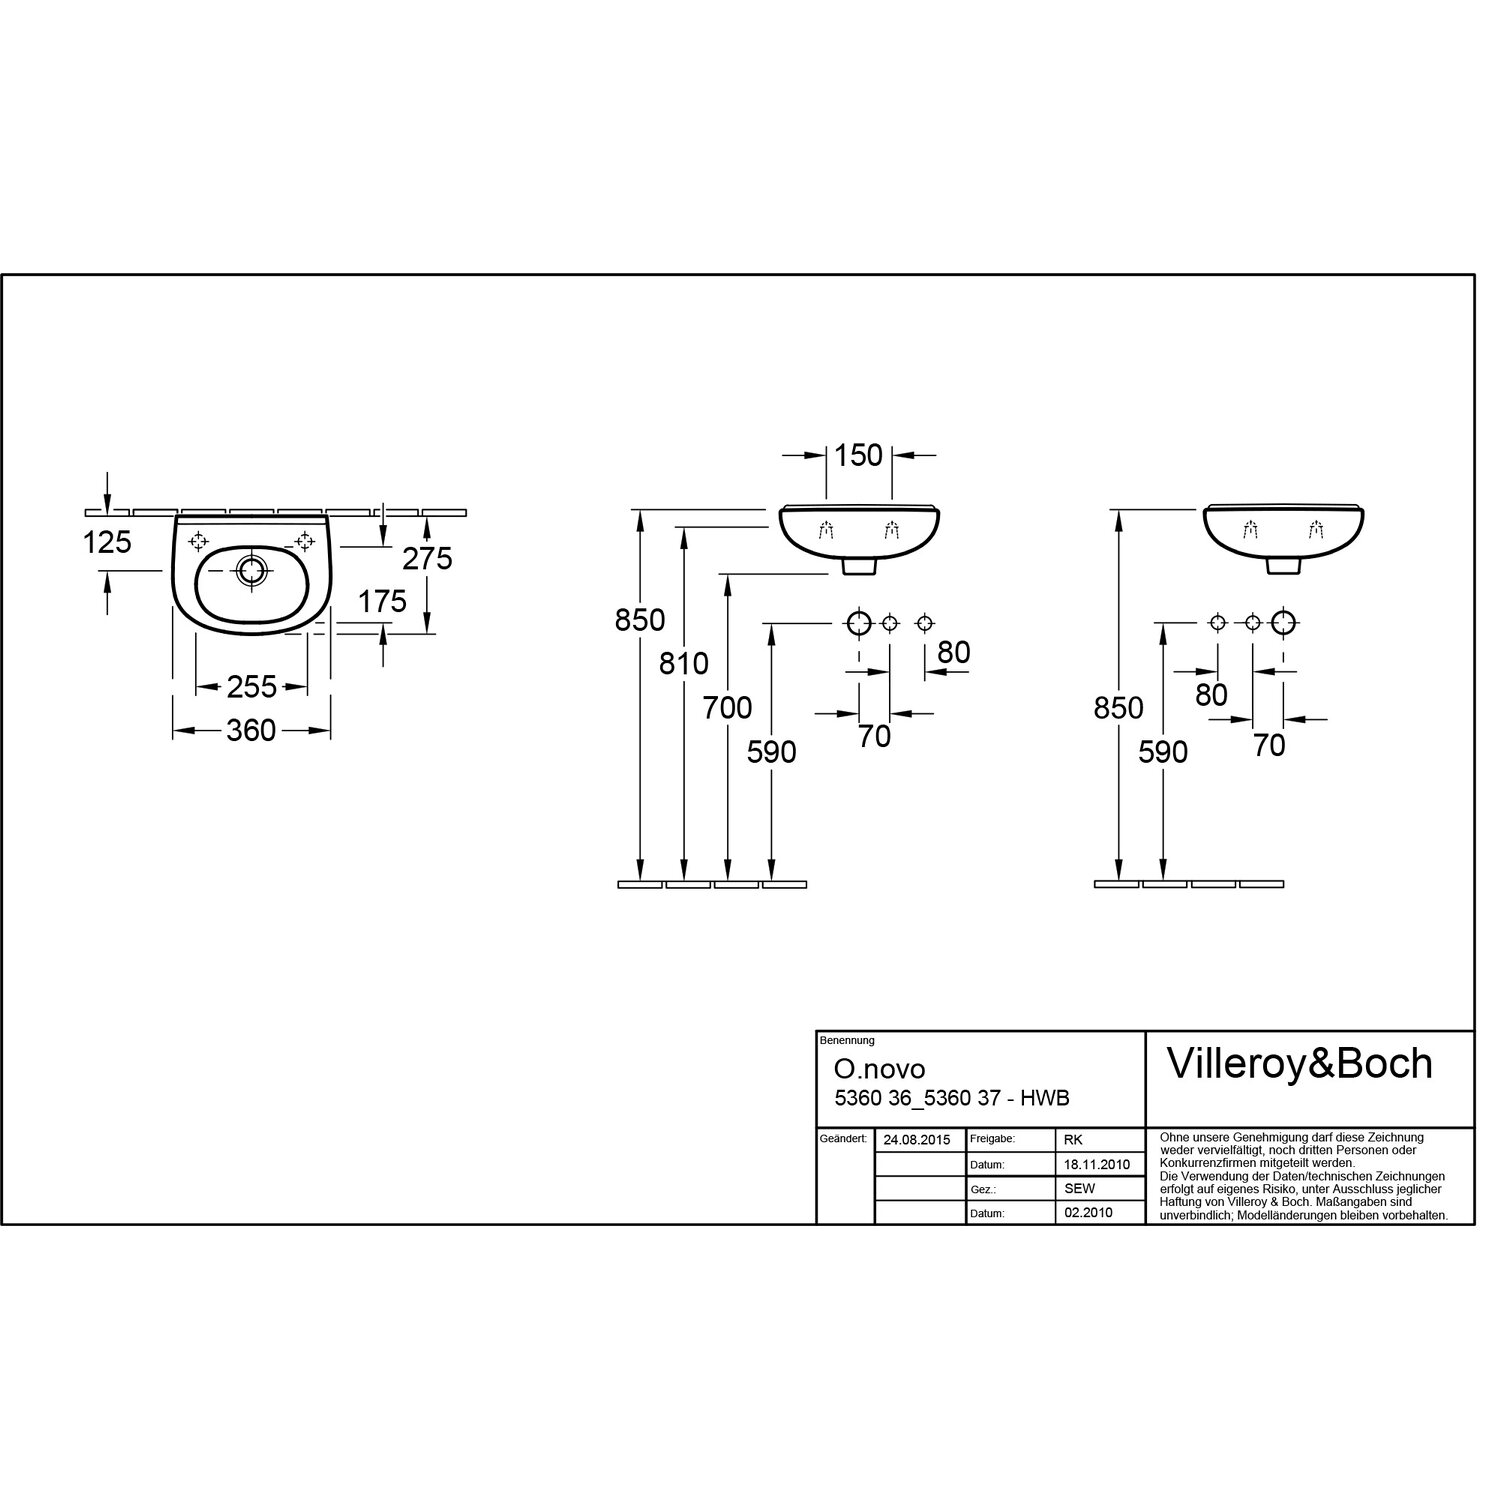 125
275
175
255
360
150
850
810
700
590
80
70
850
590
80
70
Benennung
O.novo
5360 36_5360 37 - HWB
Villeroy&Boch
Geändert: 24.08.2015 Freigabe: RK
Datum: 18.11.2010
Gez.: SEW
Datum: 02.2010
Ohne unsere Genehmigung darf diese Zeichnung
weder vervielfältigt, noch dritten Personen oder
Konkurrenzfirmen mitgeteilt werden.
Die Verwendung der Daten/technischen Zeichnungen
erfolgt auf eigenes Risiko, unter Ausschluss jeglicher
Haftung von Villeroy & Boch. Maßangaben sind
unverbindlich; Modelländerungen bleiben vorbehalten.